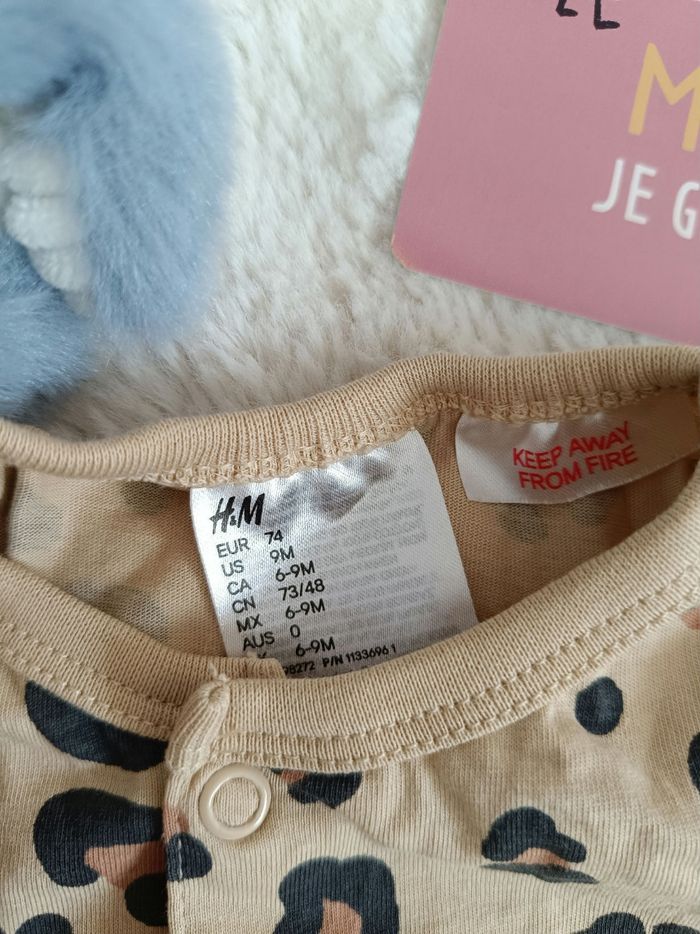 M
JE G
KEEP AWAY
FROM FIRE
H&M
EUR 74
US 9M
CA 6-9M
CN 73/48
MX 6-9M
AUS 0
6-9M
98272 P/N 1133696 1